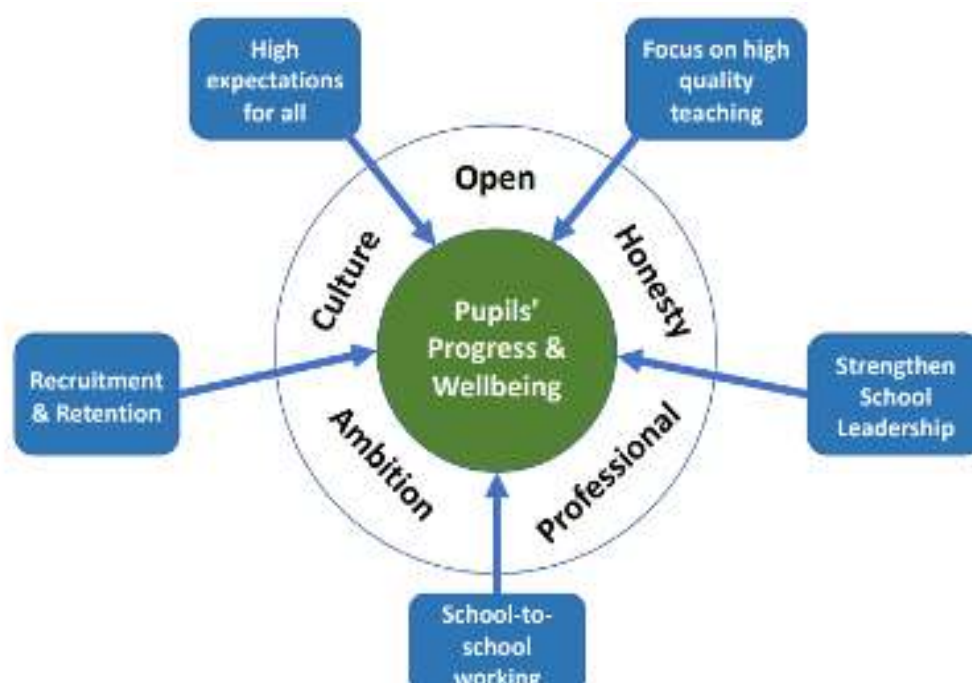 High
expectations
for all
Focus on high
quality
teaching
Open
Culture
Honesty
Pupils'
Progress &
Wellbeing
Recruitment
& Retention
Strengthen
School
Leadership
Ambition
Professional
School-to-
school
working